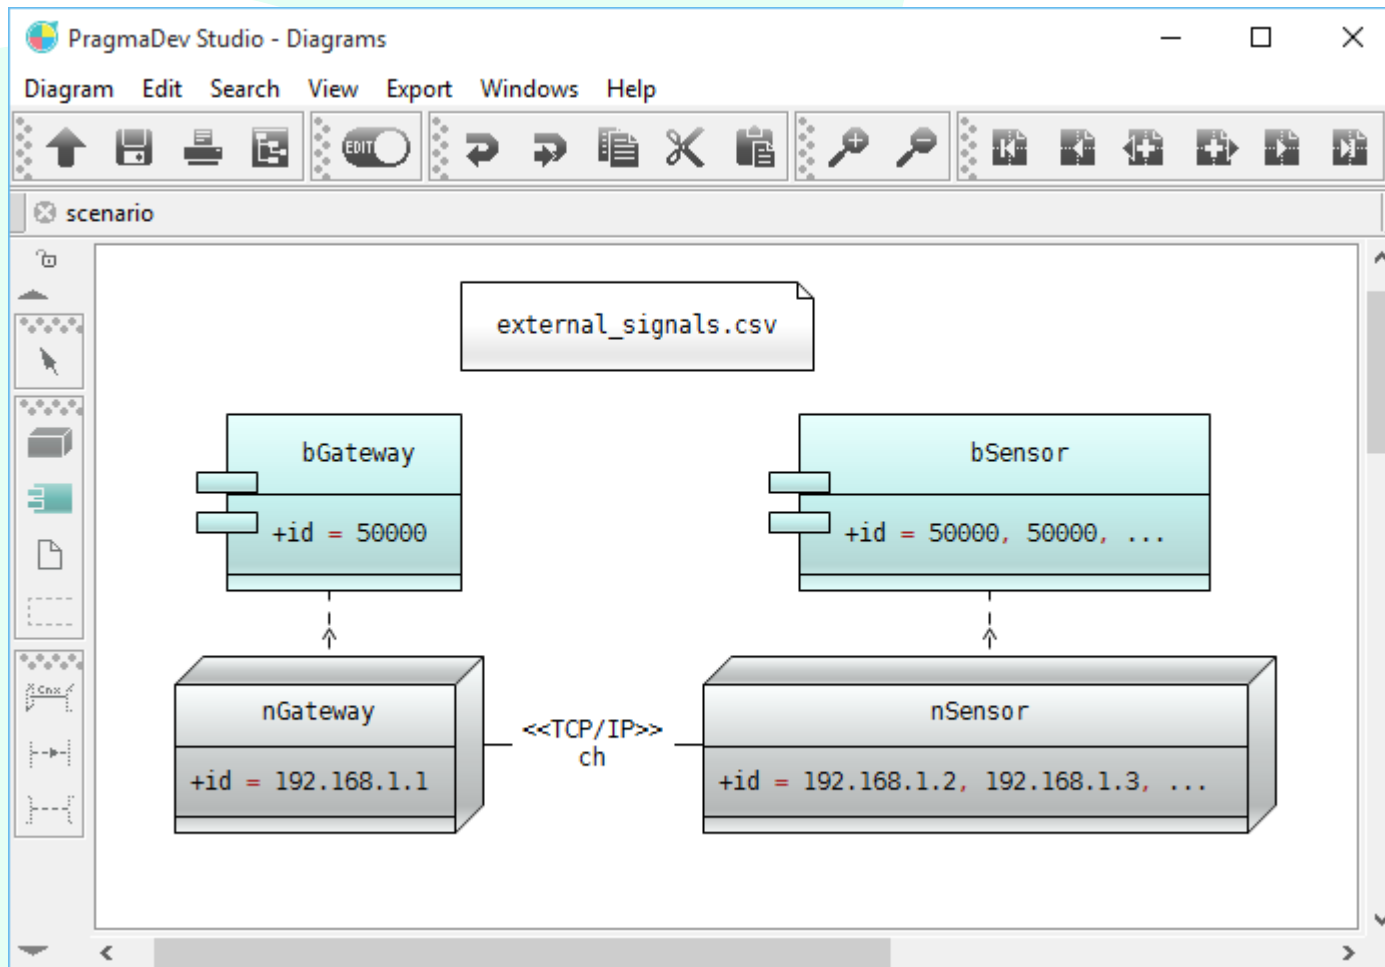 PragmaDev Studio - Diagrams
Diagram Edit Search View Export Windows Help
EDIT
scenario
external_signals.csv
bGateway
bSensor
+id = 50000
+id = 50000, 50000, ...
nGateway
nSensor
<<TCP/IP>>
ch
+id = 192.168.1.1
+id = 192.168.1.2, 192.168.1.3, ...
Cnx